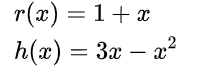 r(x) = 1 + x
h(x) = 3x − x²